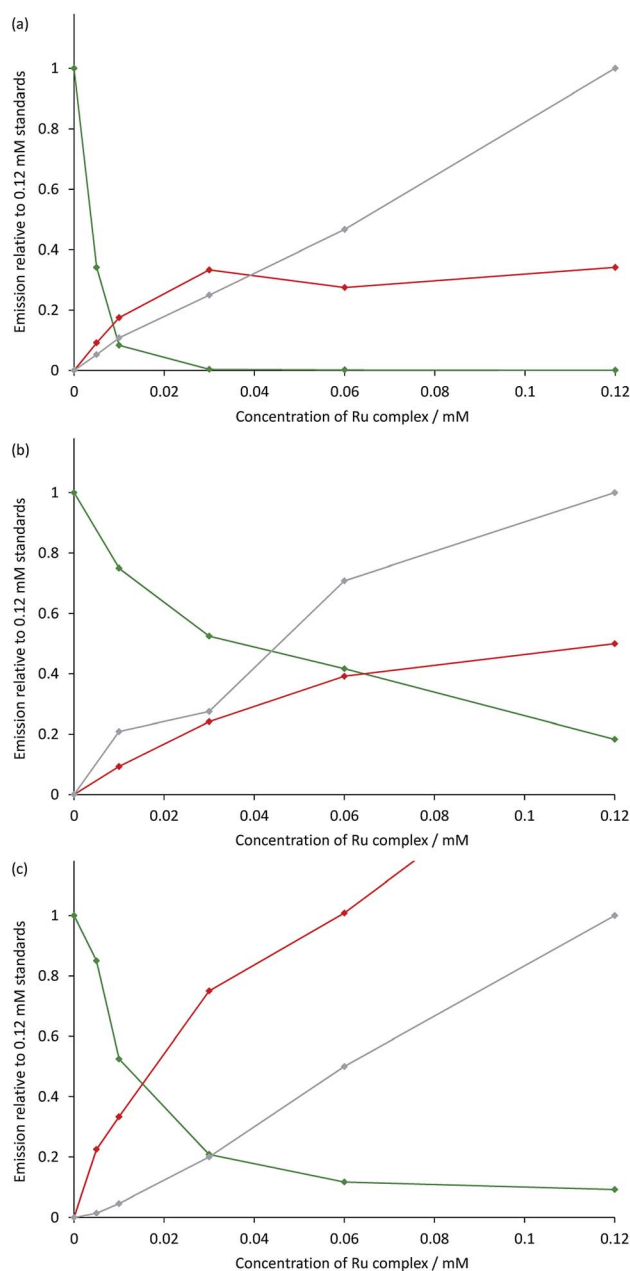 (a)
Emission relative to 0.12 mM standards
1
0.8
0.6
0.4
0.2
0
0 0.02 0.04 0.06 0.08 0.1 0.12
Concentration of Ru complex / mM
(b)
Emission relative to 0.12 mM standards
1
0.8
0.6
0.4
0.2
0
0 0.02 0.04 0.06 0.08 0.1 0.12
Concentration of Ru complex / mM
(c)
Emission relative to 0.12 mM standards
1
0.8
0.6
0.4
0.2
0
0 0.02 0.04 0.06 0.08 0.1 0.12
Concentration of Ru complex / mM